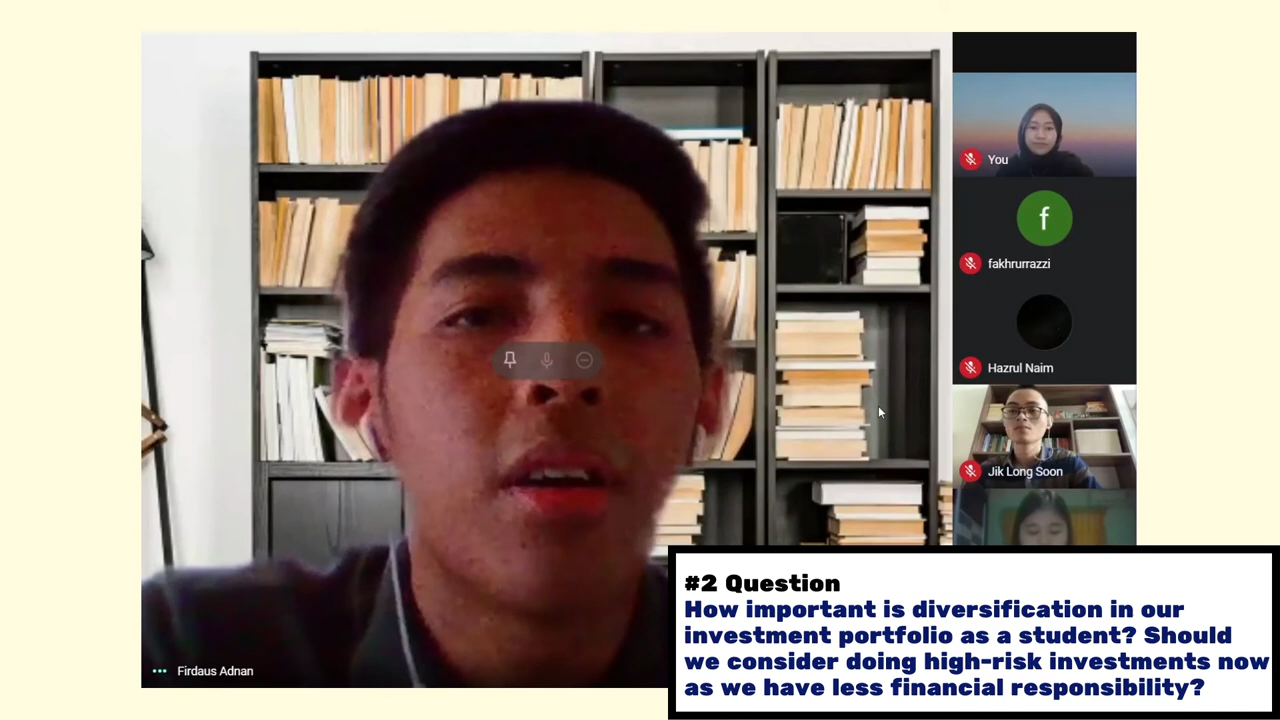 You
f
fakhrurrazzi
Hazrul Naim
Jik Long Soon
Firdaus Adnan
#2 Question
How important is diversification in our
investment portfolio as a student? Should
we consider doing high-risk investments now
as we have less financial responsibility?